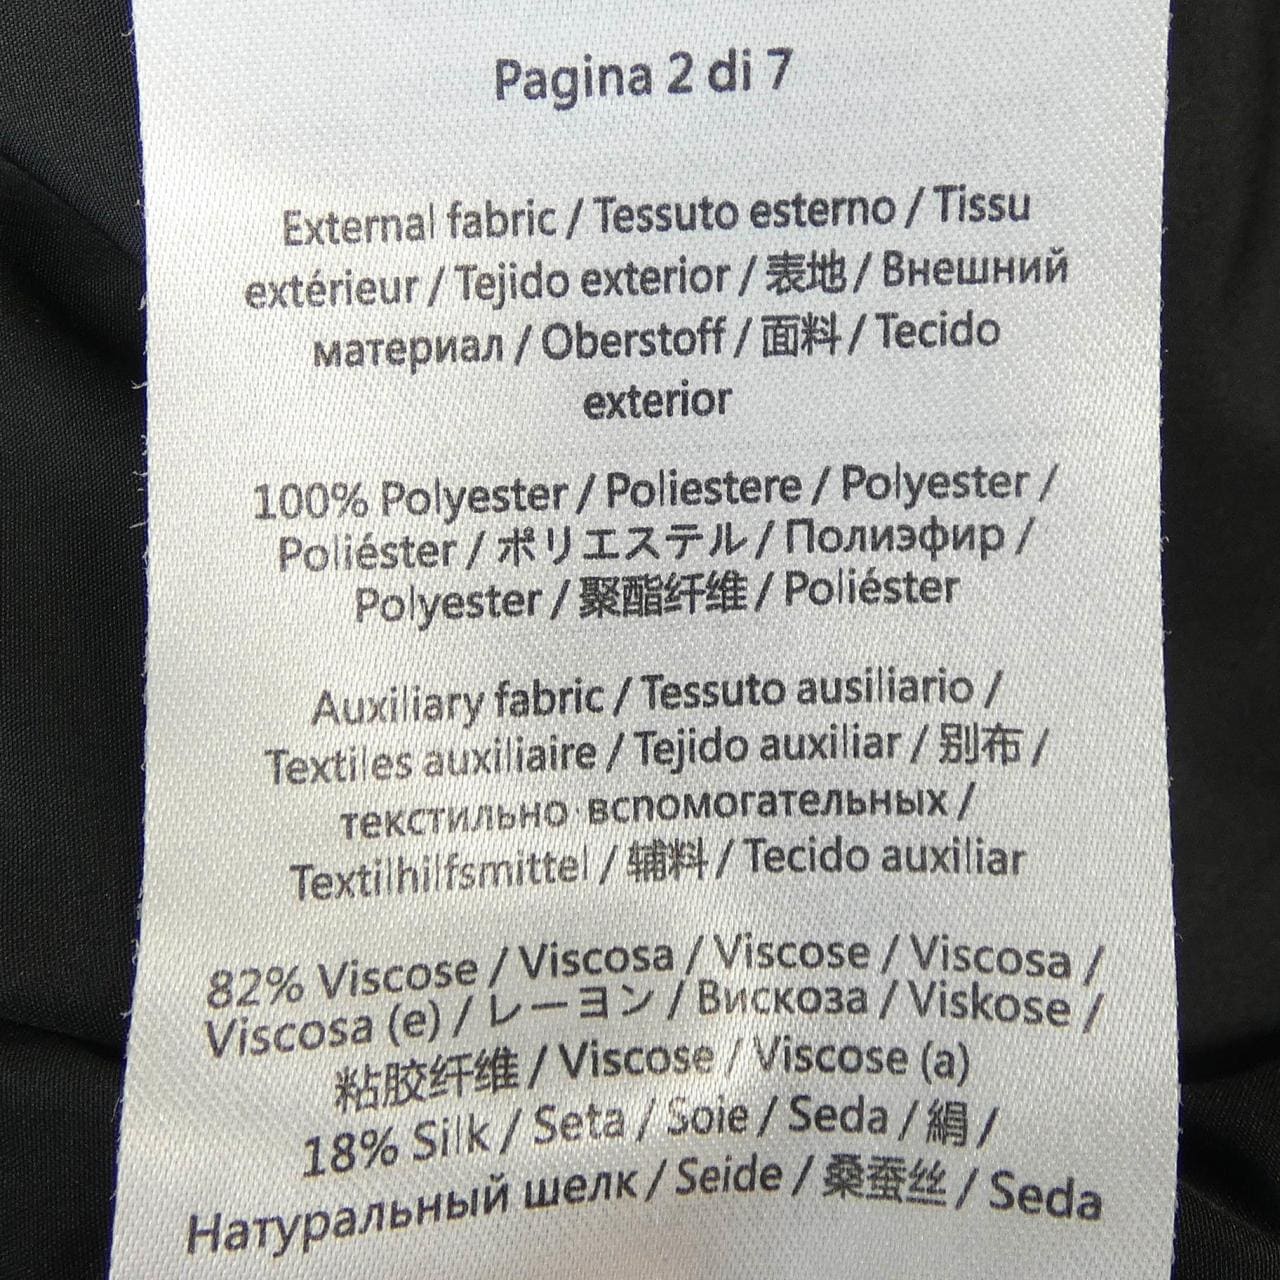 Pagina 2 di 7
External fabric / Tessuto esterno / Tissu
extérieur / Tejido exterior / 表地 / Внешний
материал / Oberstoff / 面料 / Tecido
exterior
100% Polyester / Poliestere / Polyester /
Poliéster / ポリエステル / Полиэфир /
Polyester / 聚酯纤维 / Poliéster
Auxiliary fabric / Tessuto ausiliario /
Textiles auxiliaire / Tejido auxiliar / 别布 /
текстильно вспомогательных /
Textilhilfsmittel / 辅料 / Tecido auxiliar
82% Viscose / Viscosa / Viscose / Viscosa /
Viscosa (e) / レーヨン / Вискоза / Viskose /
粘胶纤维 / Viscose / Viscose (a)
18% Silk / Seta / Soie / Seda / 絹 /
Натуральный шелк / Seide / 桑蚕丝 / Seda